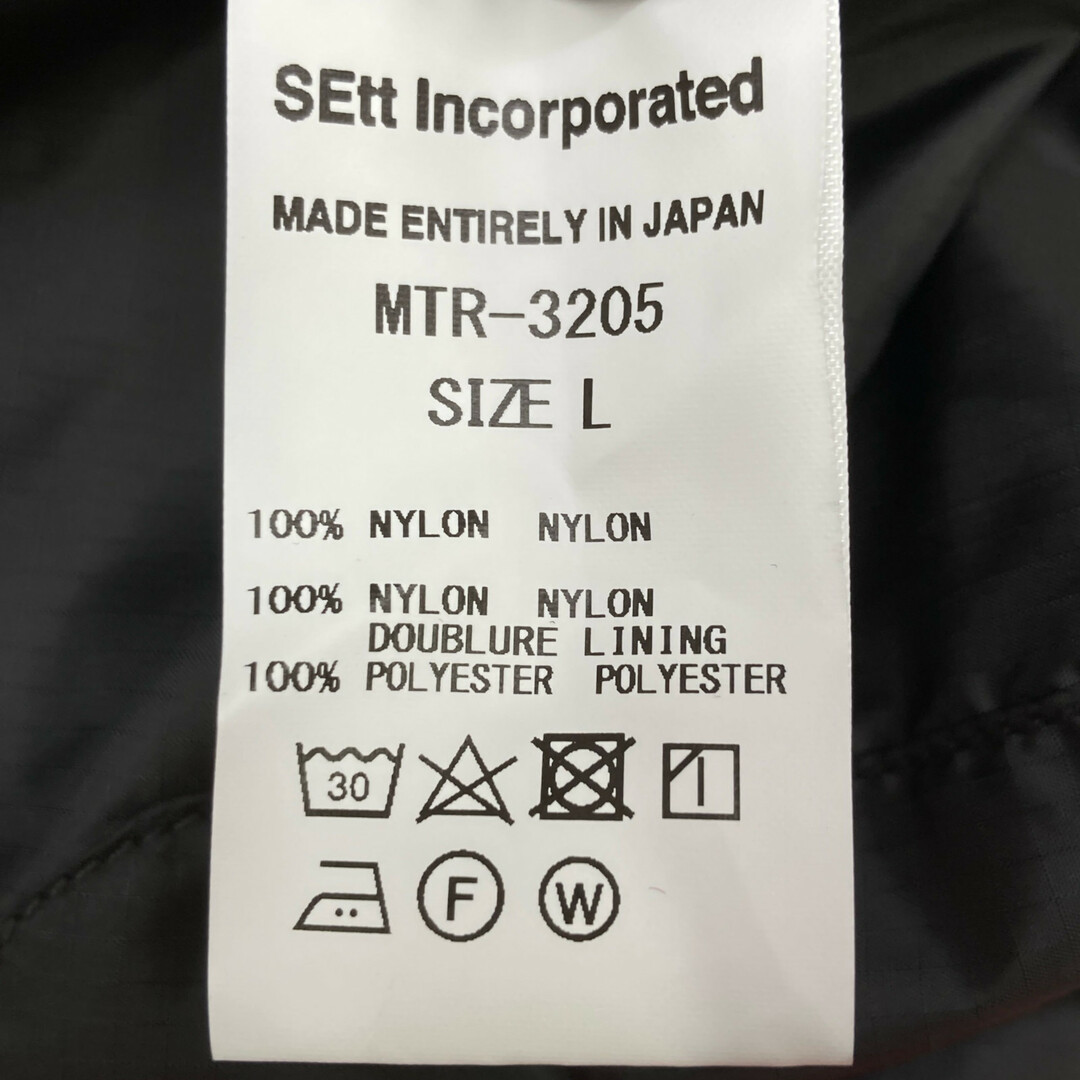 SEtt Incorporated
MADE ENTIRELY IN JAPAN
MTR-3205
SIZE L
100% NYLON NYLON
100% NYLON NYLON
DOUBLURE LINING
100% POLYESTER POLYESTER
30
F W